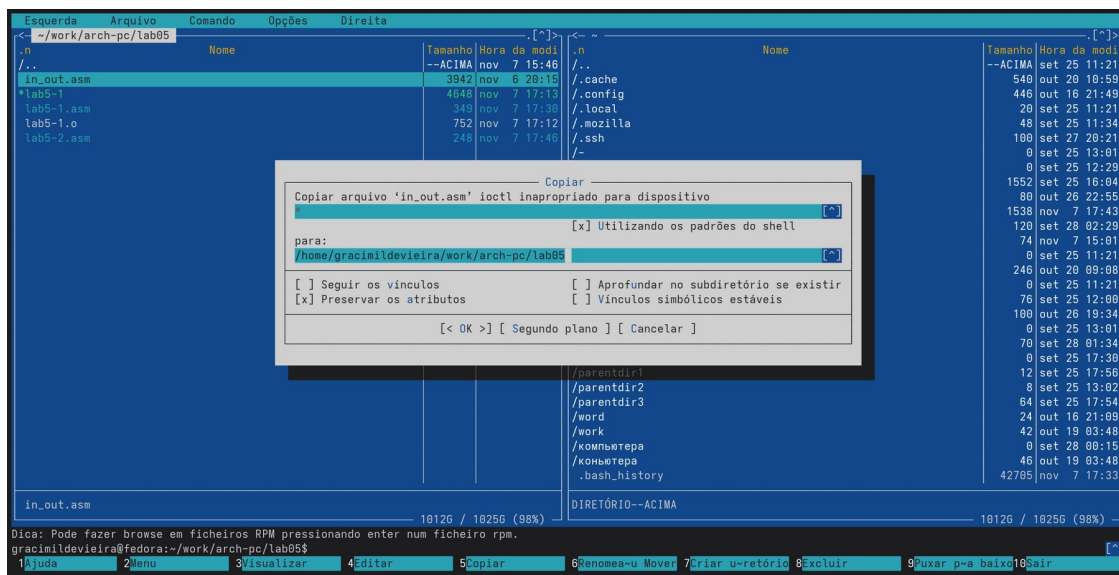 Esquerda Arquivo Comando Opções Direita
<— ~/work/arch-pc/lab05 .[^]> <— ~ .[^]>
.n Nome Tamanho Hora da modi .n Nome Tamanho Hora da modi
/.. --ACIMA nov 7 15:46 /.. --ACIMA set 25 11:21
in_out.asm 3942 nov 6 20:15 /.cache 540 out 20 10:59
*lab5-1 4648 nov 7 17:13 /.config 446 out 16 21:49
lab5-1.asm 349 nov 7 17:30 /.local 20 set 25 11:21
lab5-1.o 752 nov 7 17:12 /.mozilla 48 set 25 11:34
lab5-2.asm 248 nov 7 17:46 /.ssh 100 set 27 20:21
/- 0 set 25 13:01
0 set 25 12:29
Copiar 1552 set 25 16:04
Copiar arquivo ‘in_out.asm’ ioctl inapropriado para dispositivo 80 out 26 22:55
* [^] 1538 nov 7 17:43
[x] Utilizando os padrões do shell 120 set 28 02:29
para: 74 nov 7 15:01
/home/gracimildevieira/work/arch-pc/lab05 [^] 0 set 25 11:21
246 out 20 09:08
[ ] Seguir os vínculos [ ] Aprofundar no subdiretório se existir 0 set 25 11:21
[x] Preservar os atributos [ ] Vínculos simbólicos estáveis 76 set 25 12:00
100 out 26 19:34
[< OK >] [ Segundo plano ] [ Cancelar ] 0 set 25 13:01
70 set 28 01:34
0 set 25 17:30
/parentdir1 12 set 25 17:56
/parentdir2 8 set 25 13:02
/parentdir3 64 set 25 17:54
/word 24 out 16 21:09
/work 42 out 19 03:48
/компьютера 0 set 28 00:15
/коньютера 46 out 19 03:48
.bash_history 42705 nov 7 17:33
in_out.asm DIRETÓRIO--ACIMA
1012G / 1025G (98%) 1012G / 1025G (98%)
Dica: Pode fazer browse em ficheiros RPM pressionando enter num ficheiro rpm.
gracimildevieira@fedora:~/work/arch-pc/lab05$ [^
1Ajuda 2Menu 3Visualizar 4Editar 5Copiar 6Renomea~u Mover 7Criar u~retório 8Excluir 9Puxar p~a baixo 10Sair